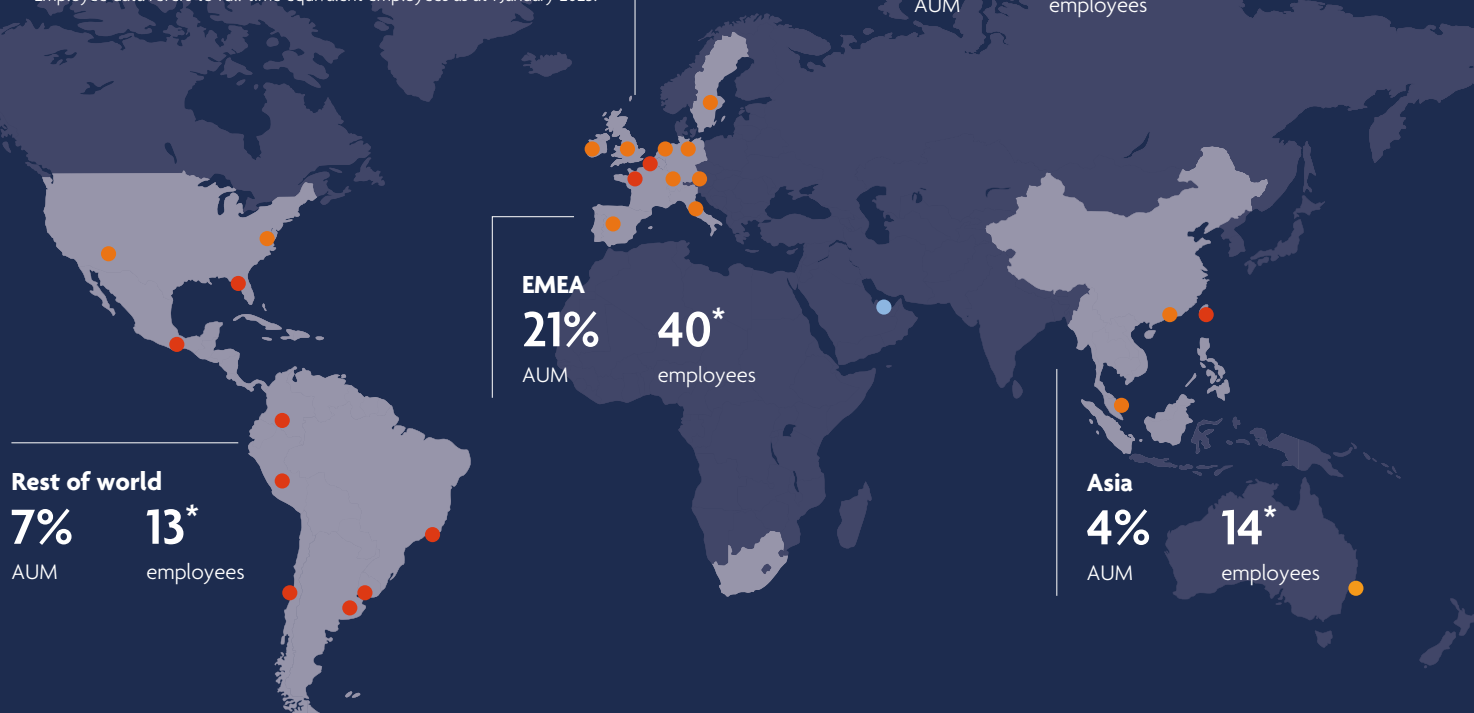 AUM employees
EMEA
21% 40*
AUM employees
Rest of world
7% 13*
AUM employees
Asia
4% 14*
AUM employees